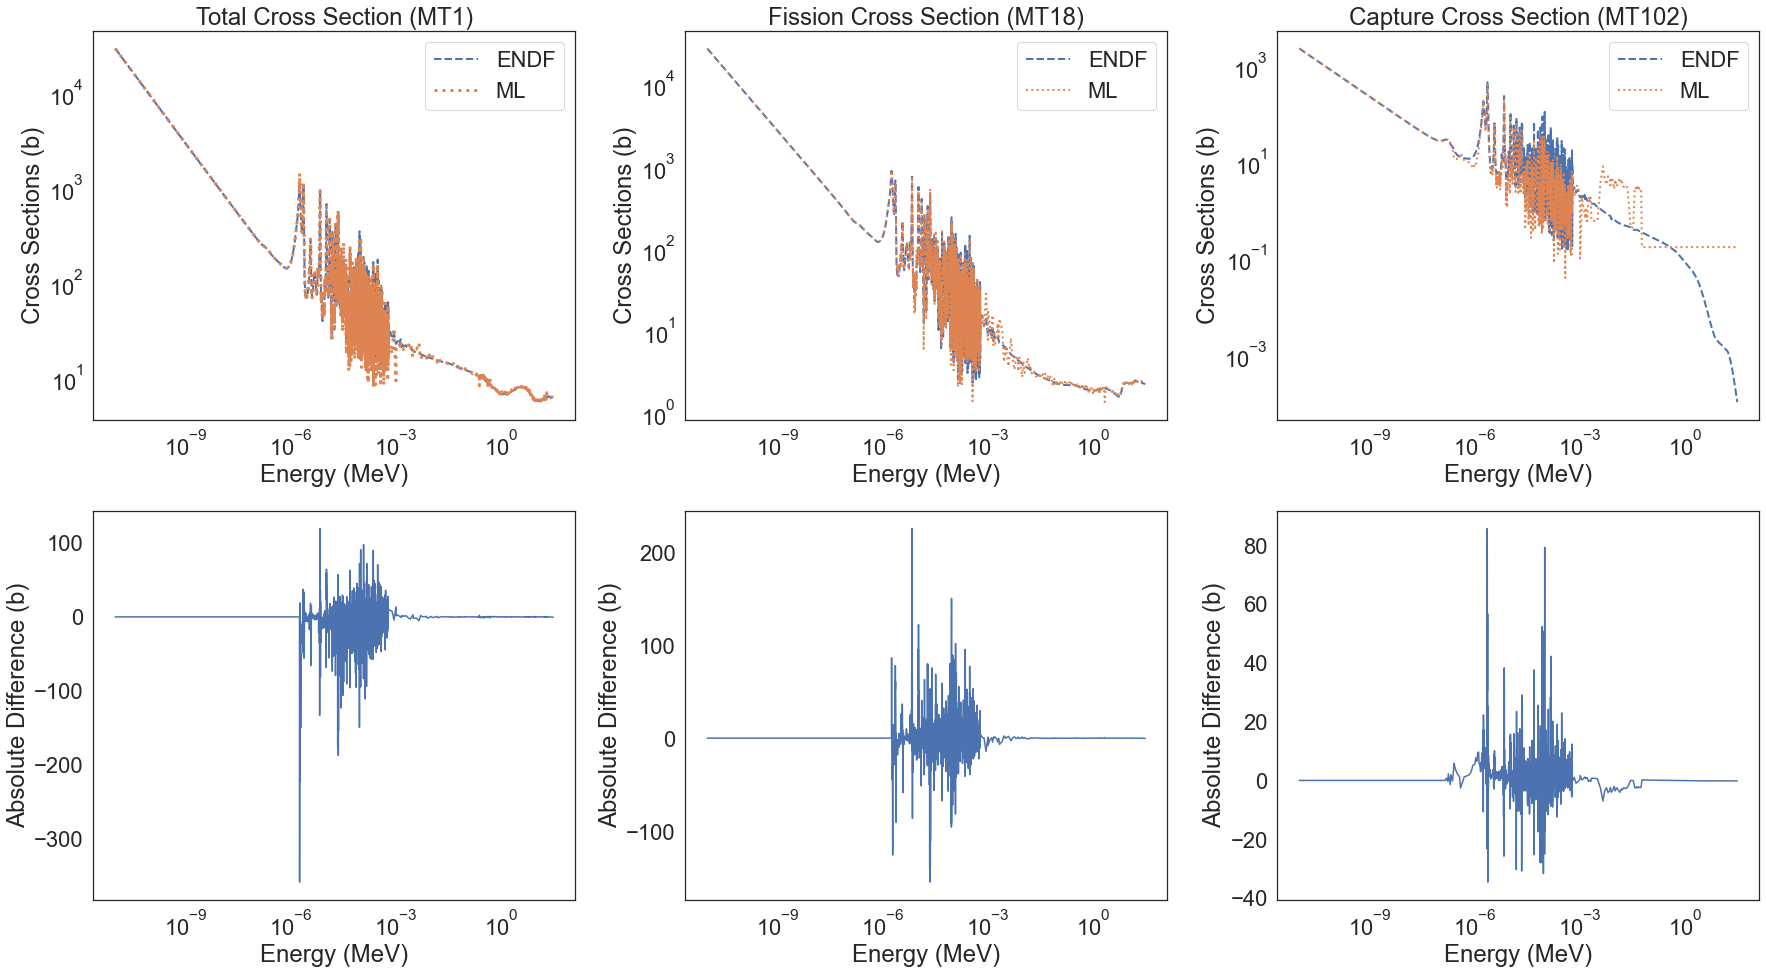 Total Cross Section (MT1)
Cross Sections (b)
10^4
10^3
10^2
10^1
ENDF
ML
10^−9
10^−6
10^−3
10^0
Energy (MeV)
Fission Cross Section (MT18)
Cross Sections (b)
10^4
10^3
10^2
10^1
10^0
ENDF
ML
10^−9
10^−6
10^−3
10^0
Energy (MeV)
Capture Cross Section (MT102)
Cross Sections (b)
10^3
10^1
10^−1
10^−3
ENDF
ML
10^−9
10^−6
10^−3
10^0
Energy (MeV)
Absolute Difference (b)
100
0
−100
−200
−300
10^−9
10^−6
10^−3
10^0
Energy (MeV)
Absolute Difference (b)
200
100
0
−100
10^−9
10^−6
10^−3
10^0
Energy (MeV)
Absolute Difference (b)
80
60
40
20
0
−20
−40
10^−9
10^−6
10^−3
10^0
Energy (MeV)